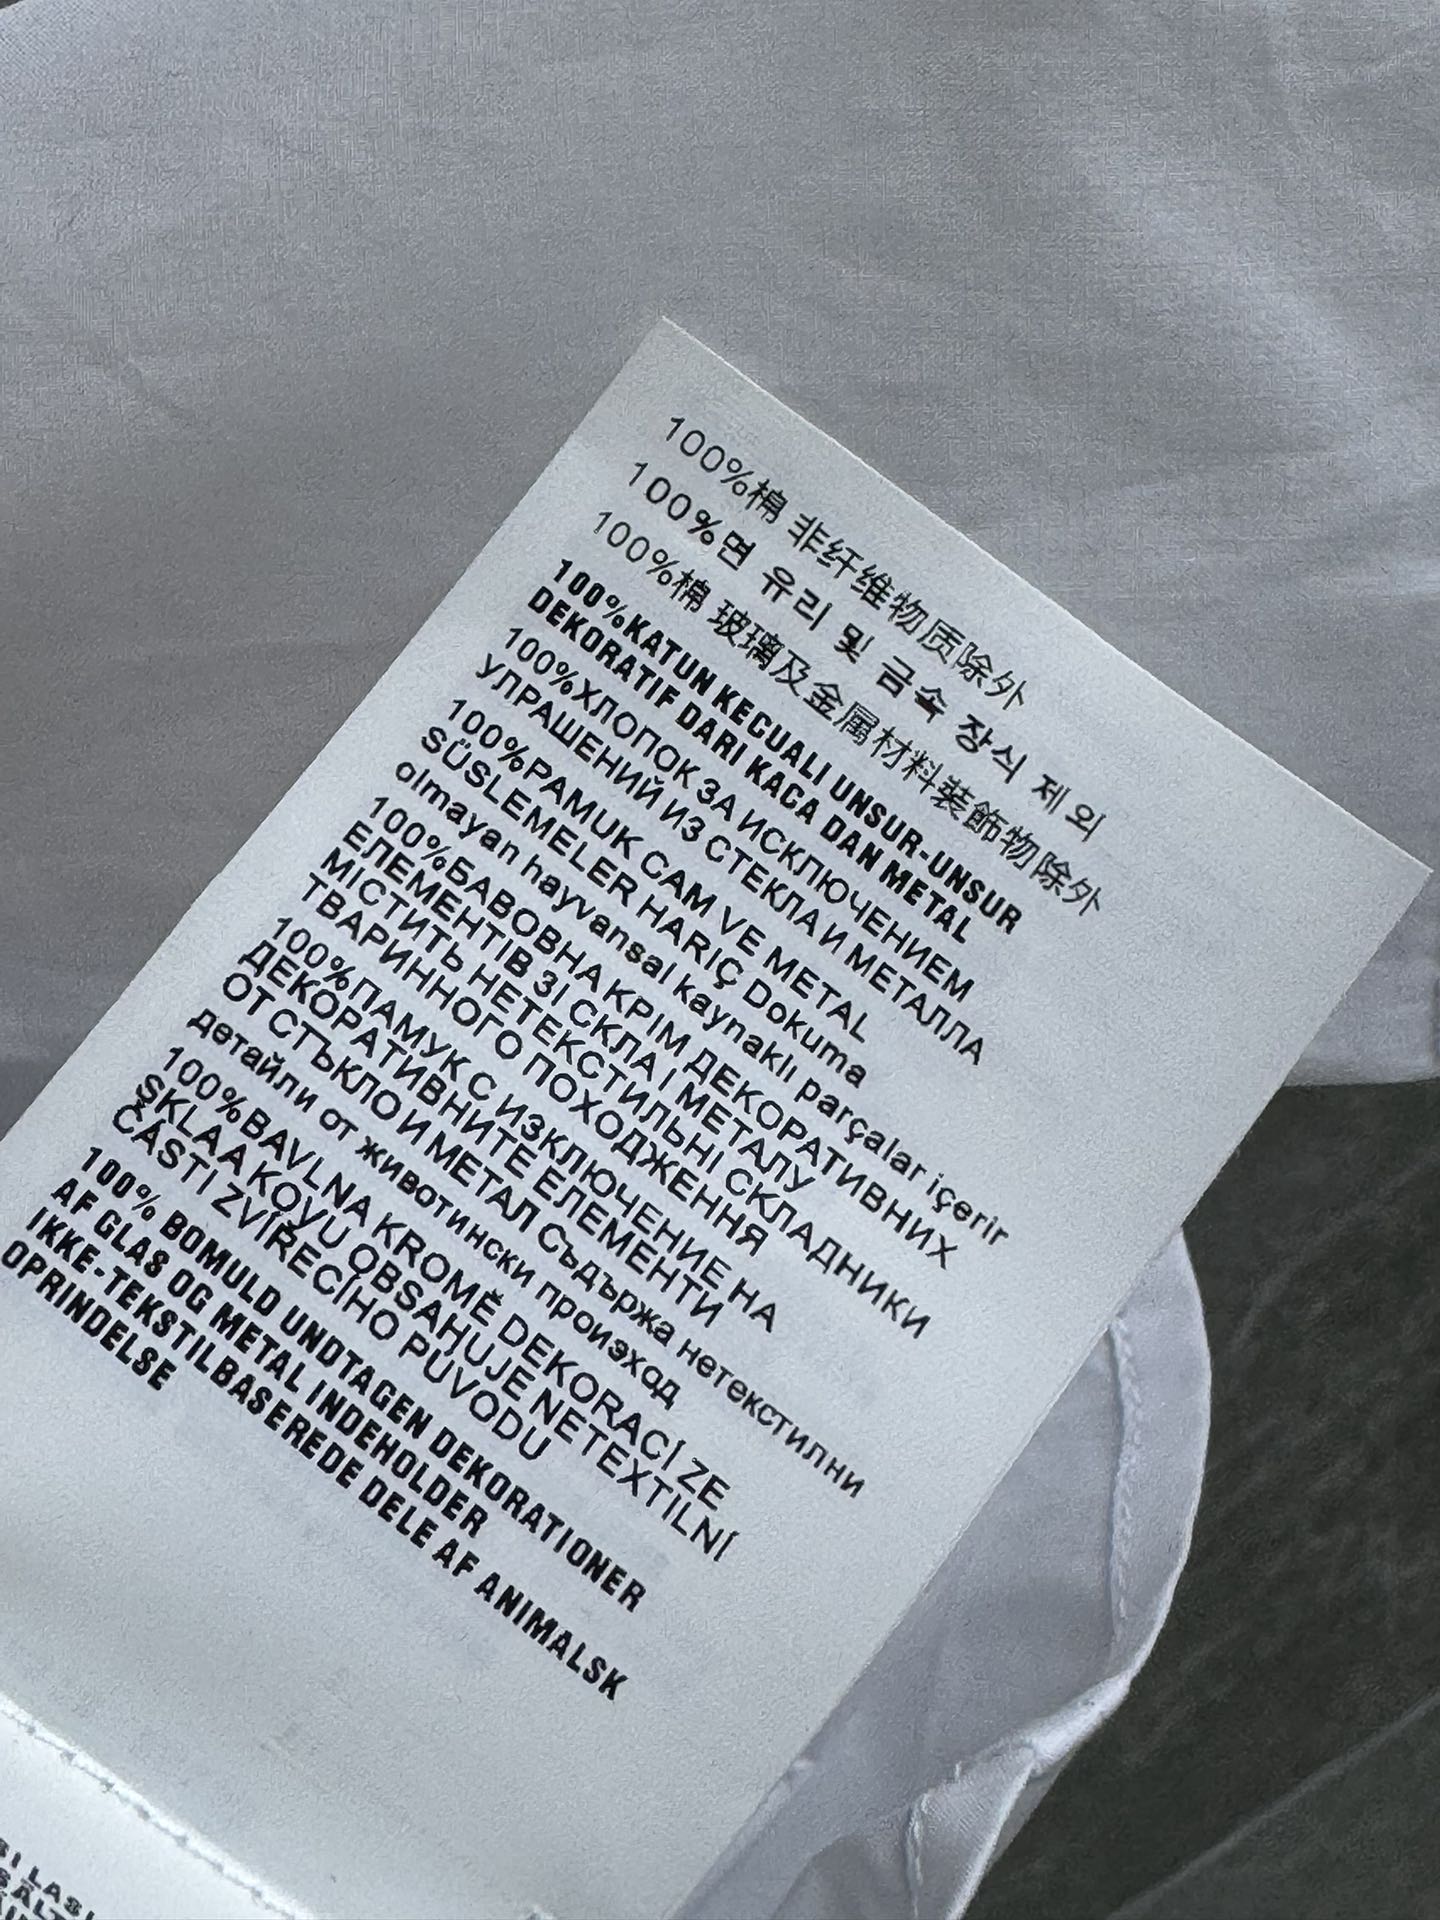 100%棉 非纤维物质除外
100%면 유리 및 금속 장식 제외
100%棉 玻璃及金属材料装飾物除外
100%KATUN KECUALI UNSUR-UNSUR
DEKORATIF DARI KACA DAN METAL
100%ХЛОПОК ЗА ИСКЛЮЧЕНИЕМ
УЛРАШЕНИЙ ИЗ СТЕКЛА И МЕТАЛЛА
100%PAMUK CAM VE METAL
SÜSLEMELER HARIÇ Dokuma
olmayan hayvansal kaynaklı parçalar içerir
100%БАВОВНА КРІМ ДЕКОРАТИВНИХ
ЕЛЕМЕНТІВ ЗІ СКЛА І МЕТАЛУ
МІСТИТЬ НЕТЕКСТИЛЬНІ СКЛАДНИКИ
ТВАРИННОГО ПОХОДЖЕННЯ
100%ПАМУК С ИЗКЛЮЧЕНИЕ НА
ДЕКОРАТИВНИТЕ ЕЛЕМЕНТИ
ОТ СТЪКЛО И МЕТАЛ Съдържа нетекстилни
детайли от животински произход
100%BAVLNA KROMĚ DEKORACÍ ZE
SKLA A KOVU OBSAHUJE NETEXTILNÍ
ČÁSTI ZVÍŘECÍHO PŮVODU
100% BOMULD UNDTAGEN DEKORATIONER
AF GLAS OG METAL INDEHOLDER
IKKE-TEKSTILBASEREDE DELE AF ANIMALSK
OPRINDELSE